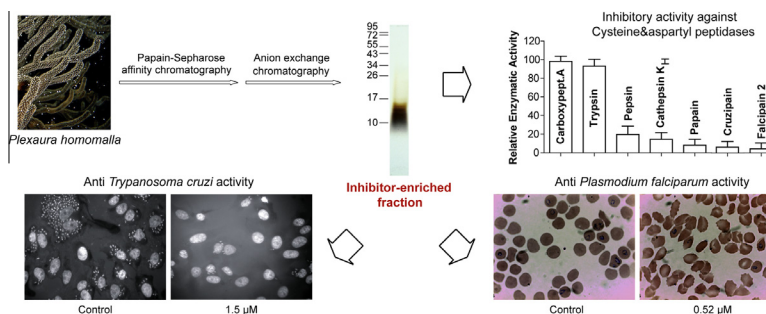 Plexaura homomalla
Papain-Sepharose
affinity chromatography
Anion exchange
chromatography
95
72
55
43
34
26
17
10
Inhibitor-enriched
fraction
Inhibitory activity against
Cysteine&aspartyl peptidases
Relative Enzymatic Activity
120
100
80
60
40
20
0
Carboxypept.A
Trypsin
Pepsin
Cathepsin K
Papain
Cruzipain
Falcipain 2
Anti Trypanosoma cruzi activity
Control
1.5 µM
Anti Plasmodium falciparum activity
Control
0.52 µM